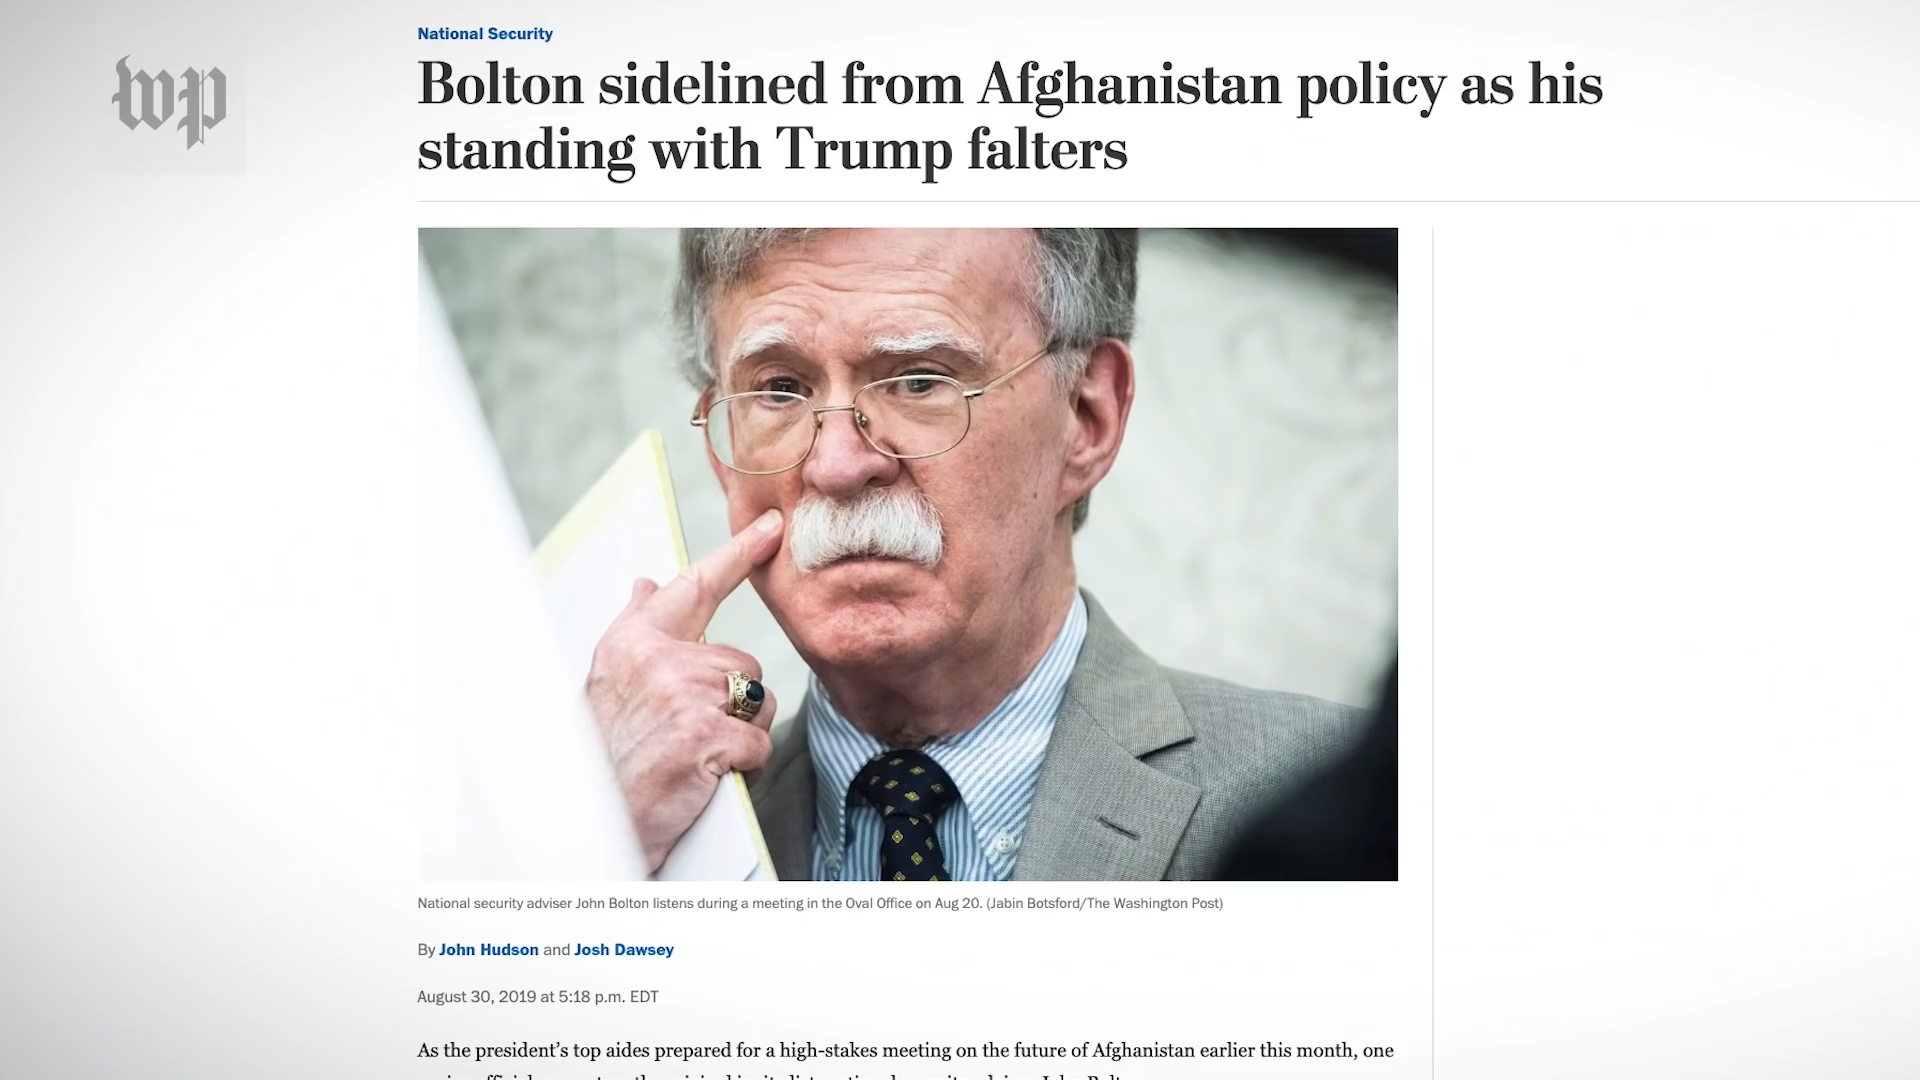 wp
National Security
Bolton sidelined from Afghanistan policy as his
standing with Trump falters
National security adviser John Bolton listens during a meeting in the Oval Office on Aug 20. (Jabin Botsford/The Washington Post)
By John Hudson and Josh Dawsey
August 30, 2019 at 5:18 p.m. EDT
As the president’s top aides prepared for a high-stakes meeting on the future of Afghanistan earlier this month, one